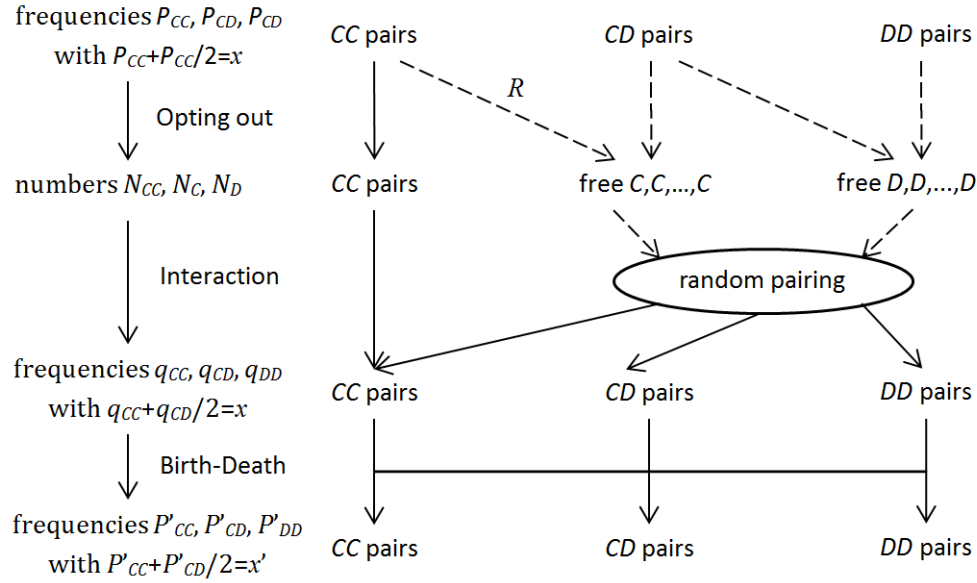 frequencies P_CC, P_CD, P_CD
with P_CC+P_CC/2=x
CC pairs
CD pairs
DD pairs
R
Opting out
numbers N_CC, N_C, N_D
CC pairs
free C,C,...,C
free D,D,...,D
Interaction
random pairing
frequencies q_CC, q_CD, q_DD
with q_CC+q_CD/2=x
CC pairs
CD pairs
DD pairs
Birth-Death
frequencies P'_CC, P'_CD, P'_DD
with P'_CC+P'_CD/2=x'
CC pairs
CD pairs
DD pairs